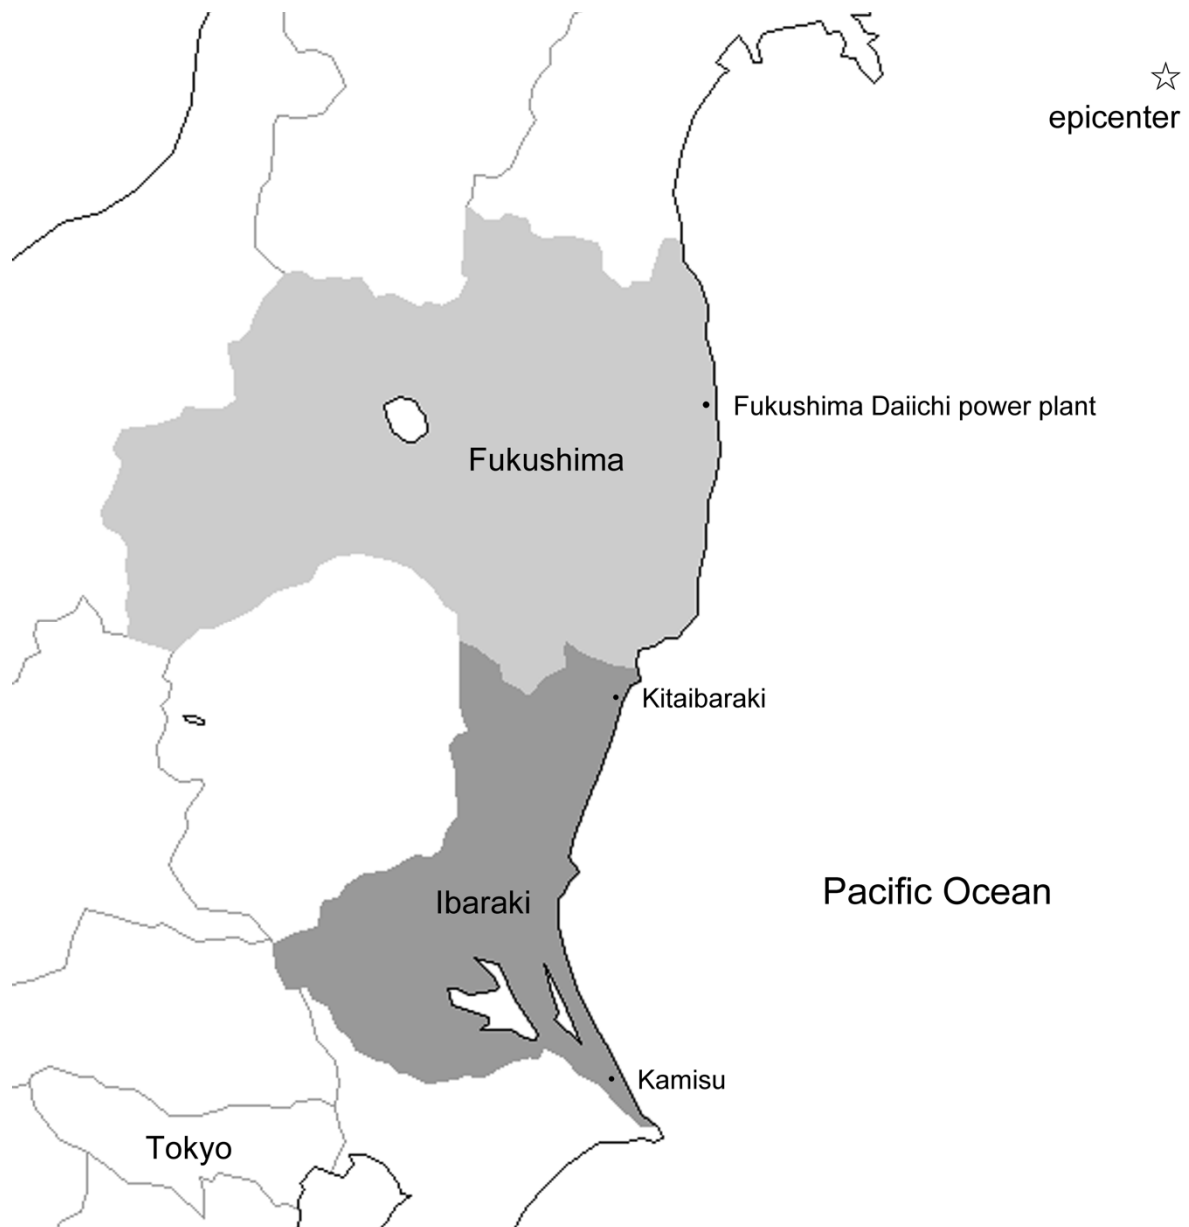 epicenter
Fukushima Daiichi power plant
Fukushima
Kitaibaraki
Pacific Ocean
Ibaraki
Kamisu
Tokyo